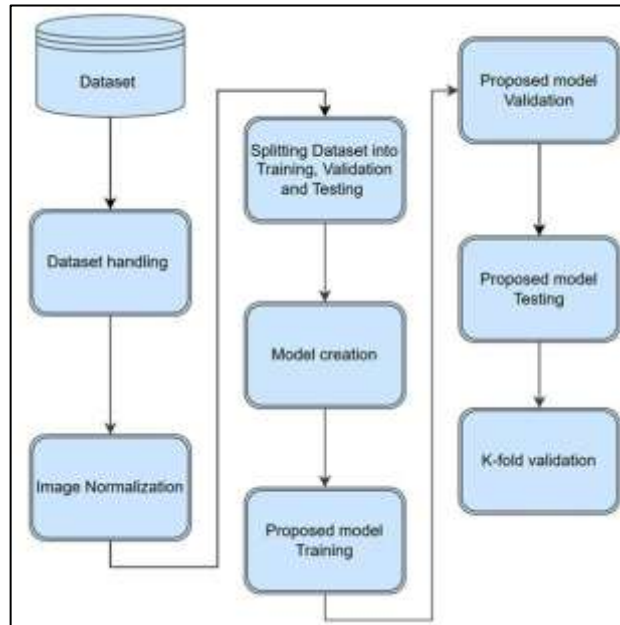 Dataset
Dataset handling
Image Normalization
Splitting Dataset into
Training, Validation
and Testing
Model creation
Proposed model
Training
Proposed model
Validation
Proposed model
Testing
K-fold validation